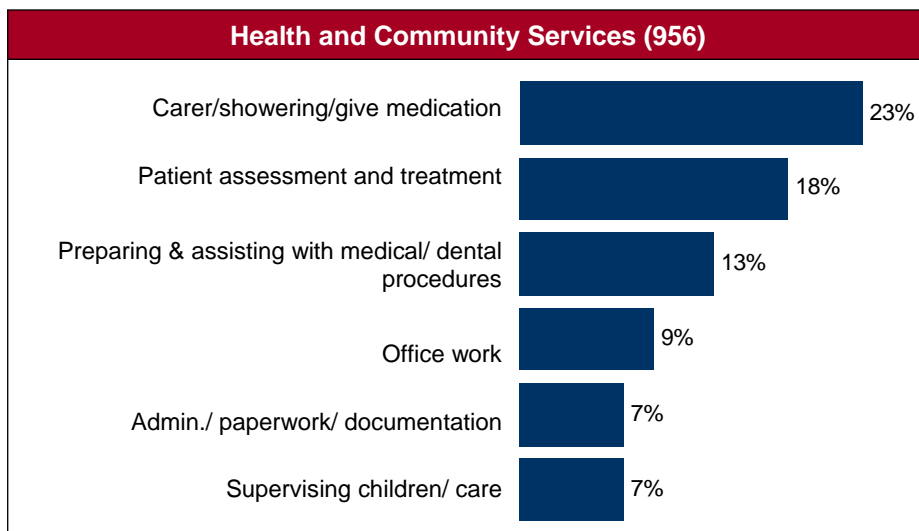 Health and Community Services (956)
Carer/showering/give medication
23%
Patient assessment and treatment
18%
Preparing & assisting with medical/ dental
procedures
13%
Office work
9%
Admin./ paperwork/ documentation
7%
Supervising children/ care
7%